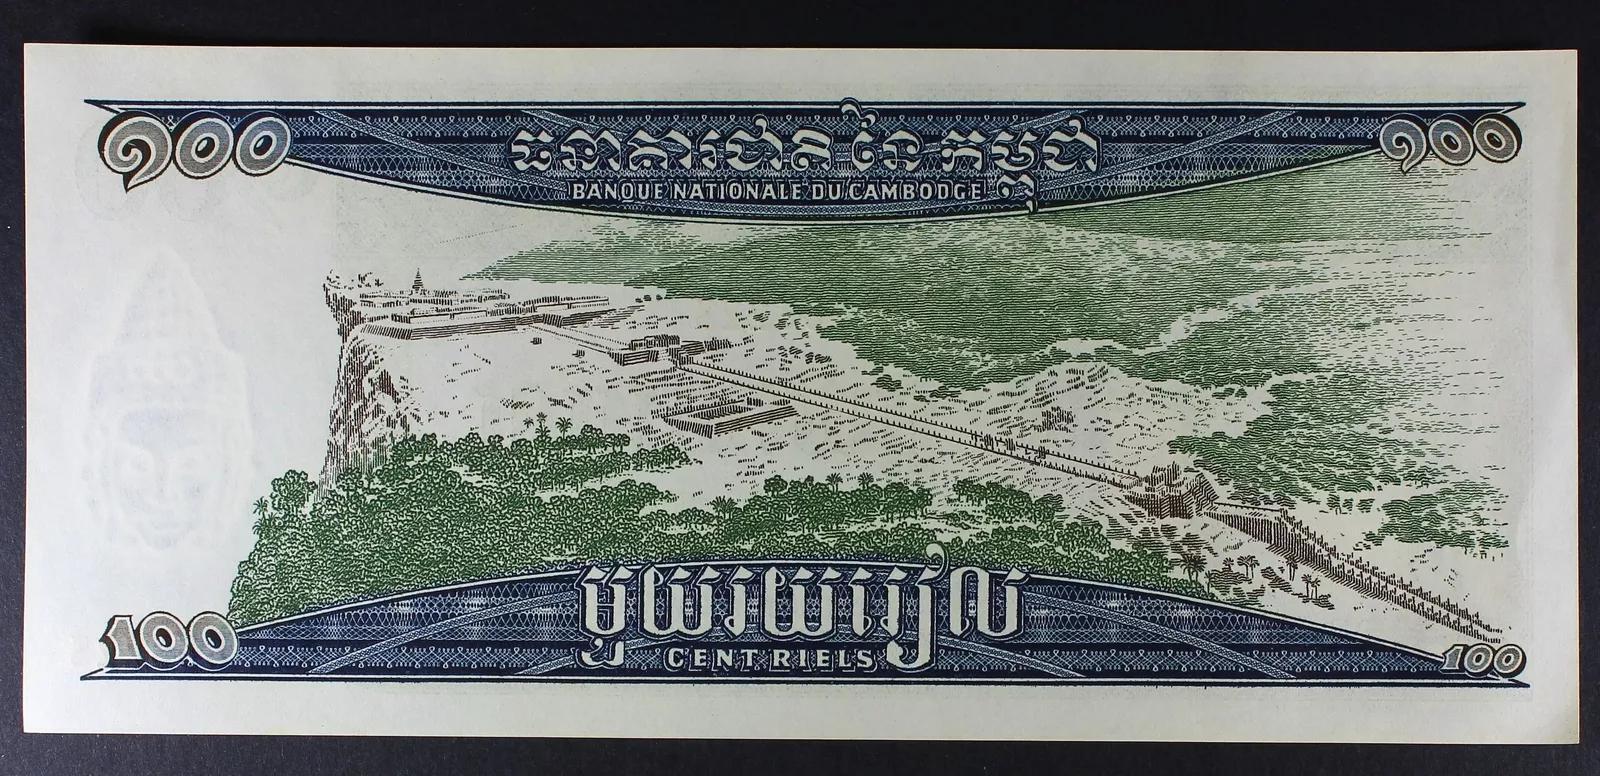 ១០០ ធនាគារជាតិនៃកម្ពុជា ១០០
BANQUE NATIONALE DU CAMBODGE
មួយរយរៀល
100 CENT RIELS 100